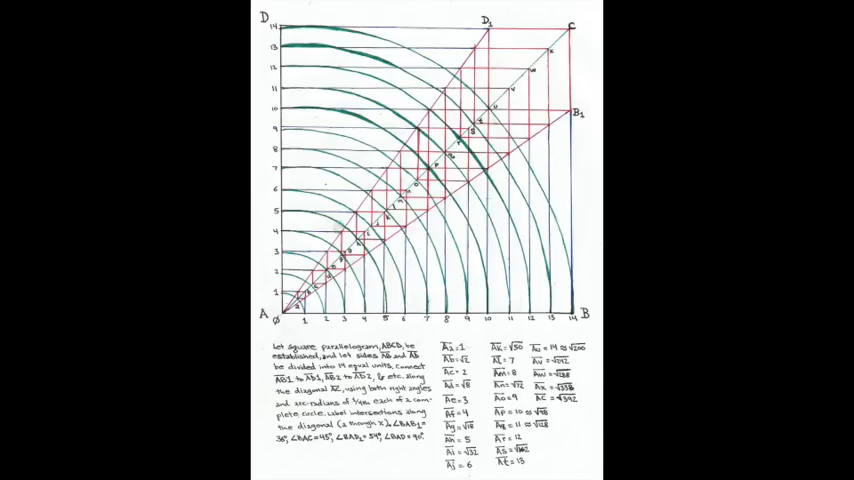 D
D1
C
14
13
12
11
10
9
8
7
6
5
4
3
2
1
x
w
v
u
t
s
r
q
p
o
B1
A
Ø
1 2 3 4 5 6 7 8 9 10 11 12 13 14
B
Let square parallelogram, ABCD, be
established, and let sides AB and AD
be divided into 14 equal units. Connect
AB1 to AD1, AB2 to AD2, & etc. along
the diagonal AC, using both right angles
and arc-radians of 1/4th each of a com-
plete circle. Label intersections along
the diagonal (a through x). ∠BAB1=
36°, ∠BAC=45°, ∠BAD1=54°, ∠BAD=90°
Aa=1
Ab=√2
Ac=2
Ad=√8
Ae=3
Af=4
Ag=√18
Ah=5
Ai=√32
Aj=6
Ak=√50
Al=7
Am=8
An=√72
Ao=9
Ap=10≈√98
Aq=11≈√128
Ar=12
As=√162
At=13
Au=14≈√200
Av=√242
Aw=√288
Ax=√338
AC=√392